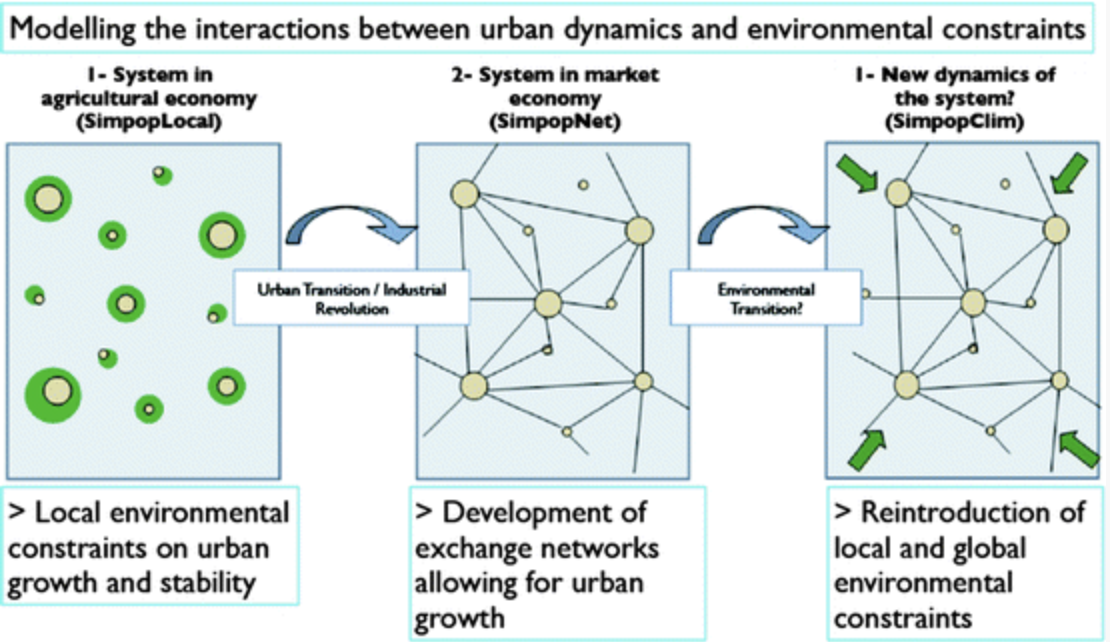 Modelling the interactions between urban dynamics and environmental constraints
1- System in
agricultural economy
(SimpopLocal)
2- System in market
economy
(SimpopNet)
1- New dynamics of
the system?
(SimpopClim)
Urban Transition / Industrial
Revolution
Environmental
Transition?
> Local environmental
constraints on urban
growth and stability
> Development of
exchange networks
allowing for urban
growth
> Reintroduction of
local and global
environmental
constraints